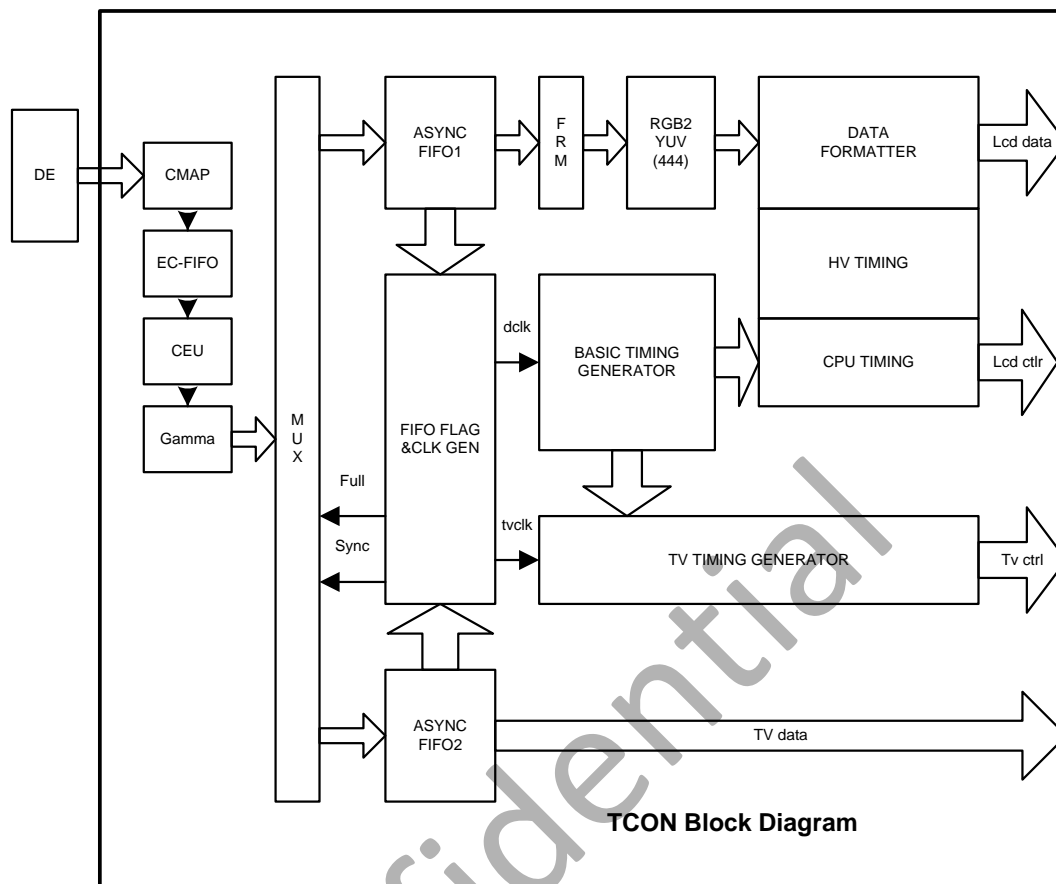 DE
CMAP
EC-FIFO
CEU
Gamma
M
U
X
ASYNC
FIFO1
F
R
M
RGB2
YUV
(444)
DATA
FORMATTER
HV TIMING
CPU TIMING
Lcd data
Lcd ctlr
FIFO FLAG
&CLK GEN
dclk
tvclk
Full
Sync
BASIC TIMING
GENERATOR
TV TIMING GENERATOR
Tv ctrl
ASYNC
FIFO2
TV data
TCON Block Diagram
fidential